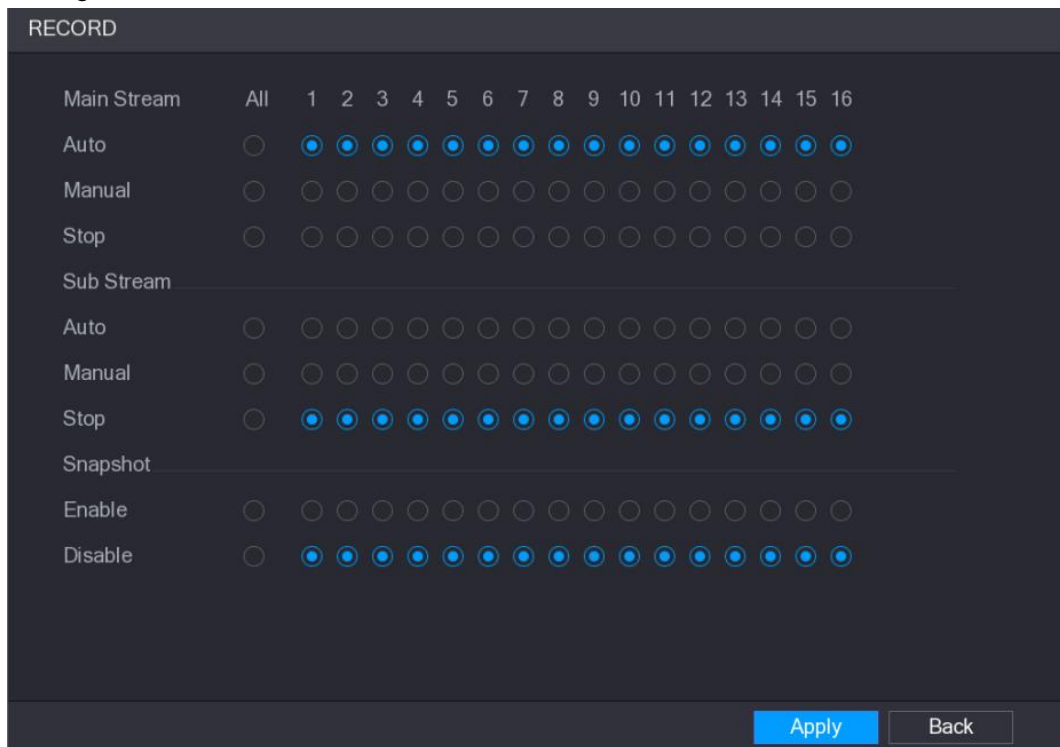 RECORD
Main Stream All 1 2 3 4 5 6 7 8 9 10 11 12 13 14 15 16
Auto
Manual
Stop
Sub Stream
Auto
Manual
Stop
Snapshot
Enable
Disable
Apply Back